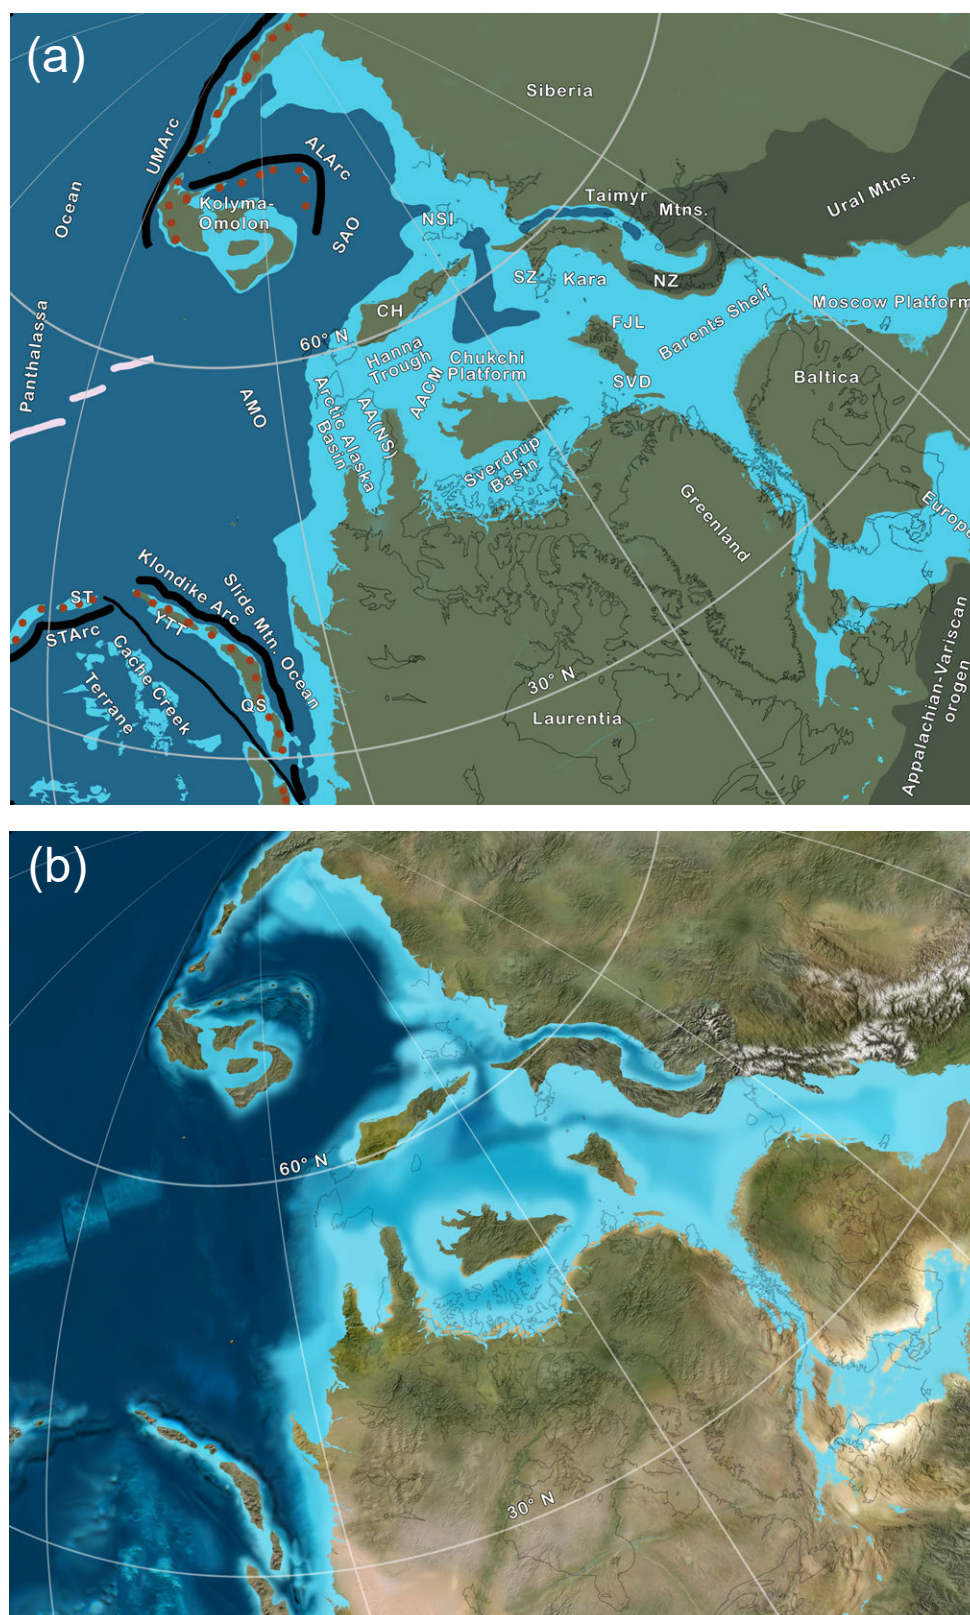 (a)
Siberia
UMArc
ALArc
Ocean
Kolyma-
Omolon
SAO
NSI
Taimyr
Mtns.
Ural Mtns.
SZ
Kara
NZ
CH
Panthalassa
60° N
Hanna
Trough
Chukchi
Platform
FJL
Barents Shelf
Moscow Platform
AMO
Arctic Alaska
Basin
AA(NS)
AACM
SVD
Baltica
Sverdrup
Basin
Greenland
Europe
ST
STArc
Klondike Arc
YTT
Slide Mtn. Ocean
Cache Creek
Terrane
QS
30° N
Laurentia
Appalachian-Variscan
orogen
(b)
60° N
30° N